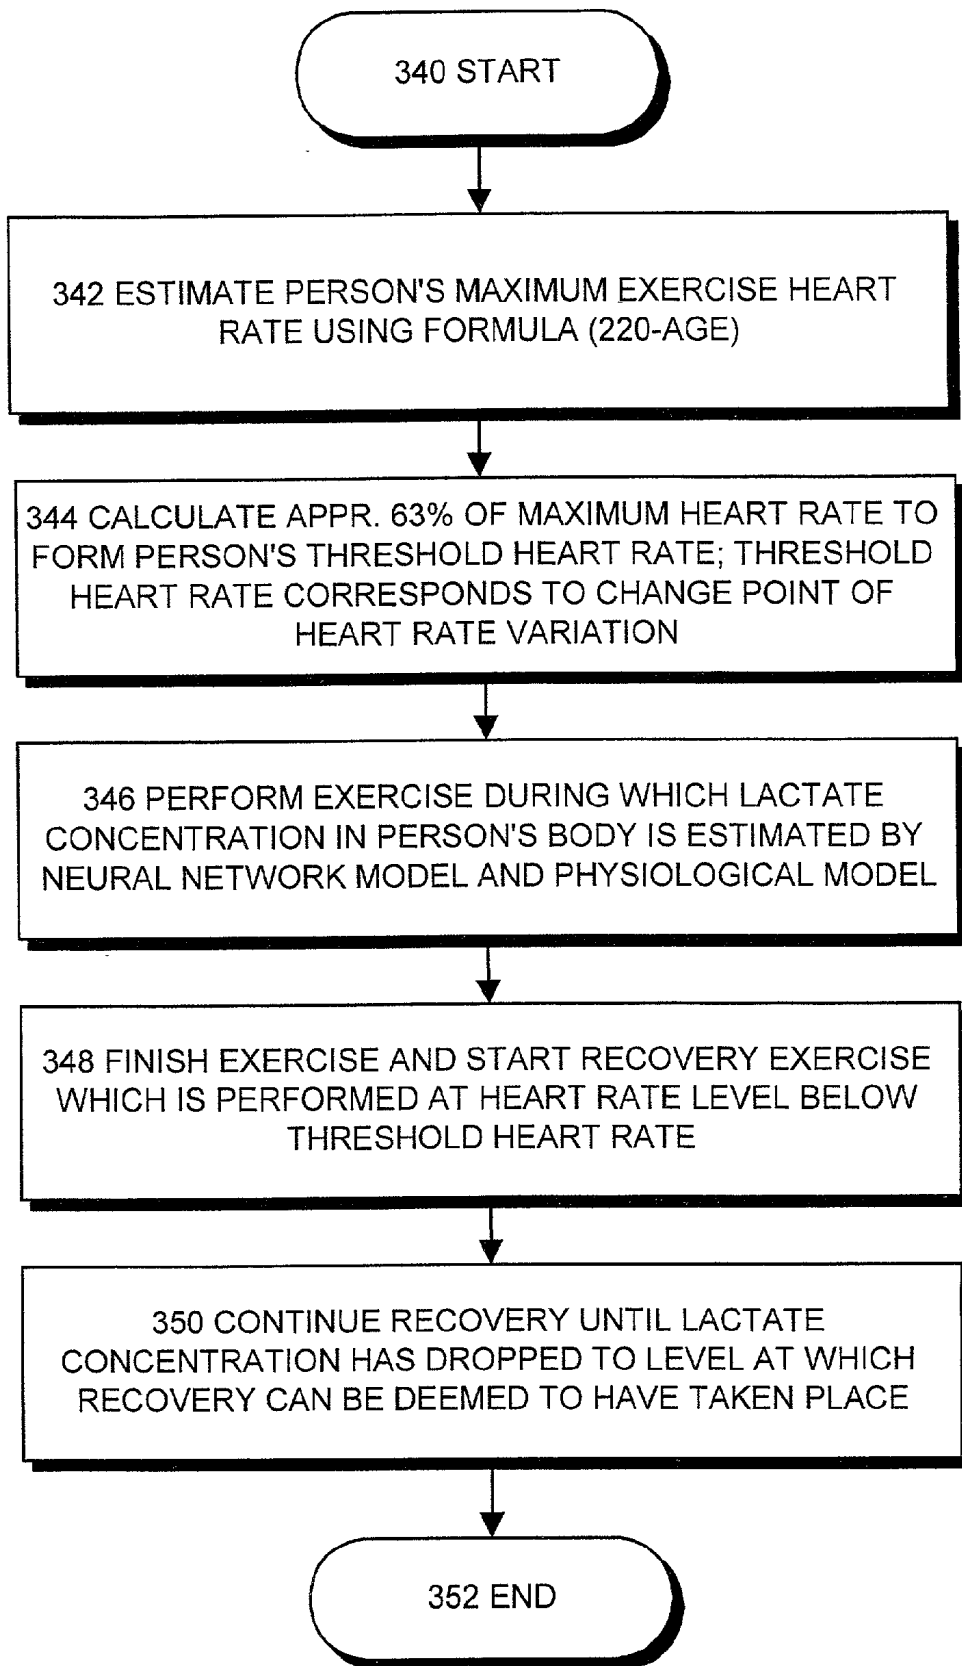 340 START
342 ESTIMATE PERSON'S MAXIMUM EXERCISE HEART
RATE USING FORMULA (220-AGE)
344 CALCULATE APPR. 63% OF MAXIMUM HEART RATE TO
FORM PERSON'S THRESHOLD HEART RATE; THRESHOLD
HEART RATE CORRESPONDS TO CHANGE POINT OF
HEART RATE VARIATION
346 PERFORM EXERCISE DURING WHICH LACTATE
CONCENTRATION IN PERSON'S BODY IS ESTIMATED BY
NEURAL NETWORK MODEL AND PHYSIOLOGICAL MODEL
348 FINISH EXERCISE AND START RECOVERY EXERCISE
WHICH IS PERFORMED AT HEART RATE LEVEL BELOW
THRESHOLD HEART RATE
350 CONTINUE RECOVERY UNTIL LACTATE
CONCENTRATION HAS DROPPED TO LEVEL AT WHICH
RECOVERY CAN BE DEEMED TO HAVE TAKEN PLACE
352 END